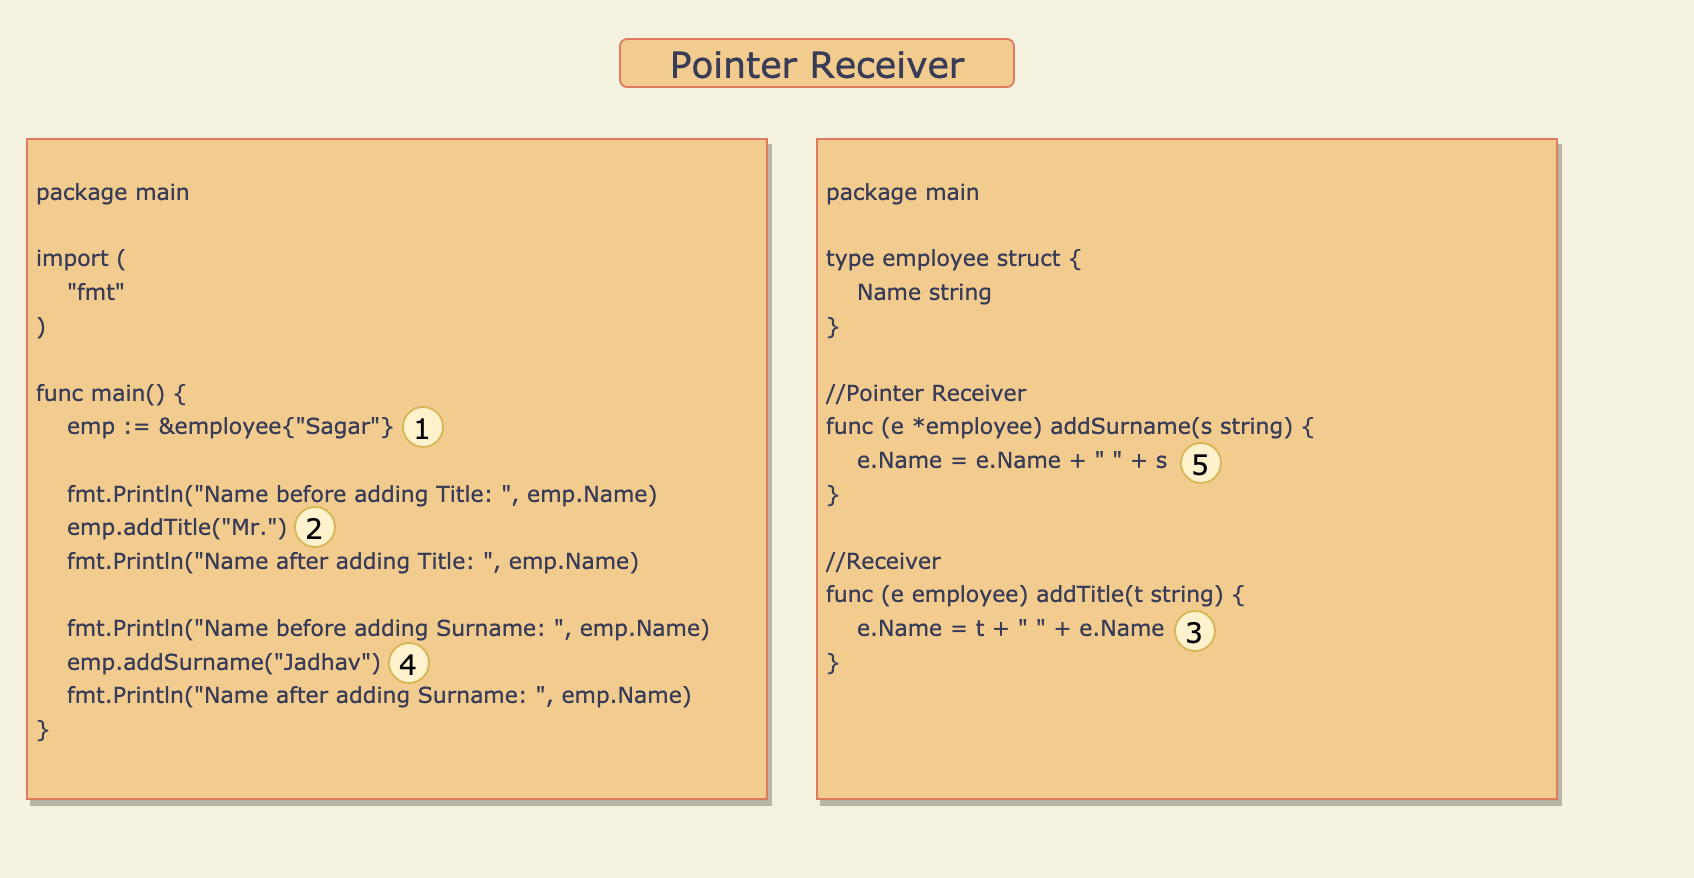 Pointer Receiver
package main
import (
"fmt"
)
func main() {
emp := &employee{"Sagar"} 1
fmt.Println("Name before adding Title: ", emp.Name)
emp.addTitle("Mr.") 2
fmt.Println("Name after adding Title: ", emp.Name)
fmt.Println("Name before adding Surname: ", emp.Name)
emp.addSurname("Jadhav") 4
fmt.Println("Name after adding Surname: ", emp.Name)
}
package main
type employee struct {
Name string
}
//Pointer Receiver
func (e *employee) addSurname(s string) {
e.Name = e.Name + " " + s 5
}
//Receiver
func (e employee) addTitle(t string) {
e.Name = t + " " + e.Name 3
}